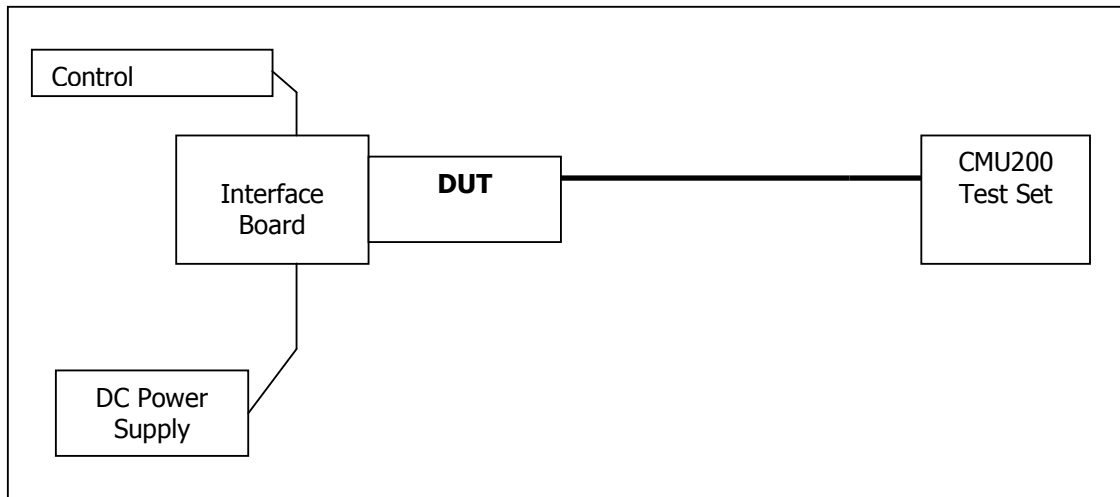 Control
Interface
Board
DUT
CMU200
Test Set
DC Power
Supply